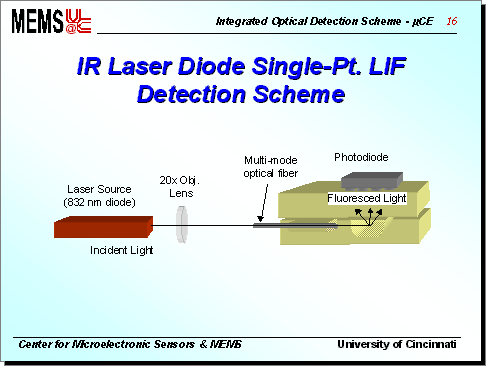 MEMS UC @
Integrated Optical Detection Scheme - µCE 16
IR Laser Diode Single-Pt. LIF
Detection Scheme
Multi-mode
optical fiber
Photodiode
20x Obj.
Lens
Laser Source
(832 nm diode)
Fluoresced Light
Incident Light
Center for Microelectronic Sensors & MEMS
University of Cincinnati